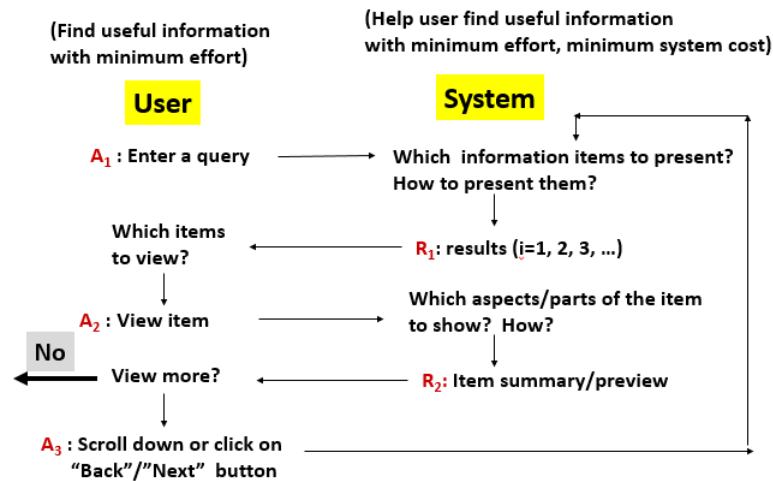 (Find useful information
with minimum effort)
(Help user find useful information
with minimum effort, minimum system cost)
User
System
A1 : Enter a query
Which information items to present?
How to present them?
Which items
to view?
R1: results (i=1, 2, 3, …)
A2 : View item
Which aspects/parts of the item
to show? How?
No
View more?
R2: Item summary/preview
A3 : Scroll down or click on
“Back”/”Next” button